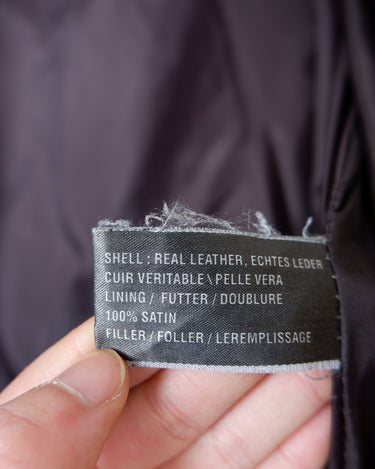 SHELL : REAL LEATHER, ECHTES LEDER
CUIR VERITABLE \ PELLE VERA
LINING / FUTTER / DOUBLURE
100% SATIN
FILLER / FOLLER / LEREMPLISSAGE